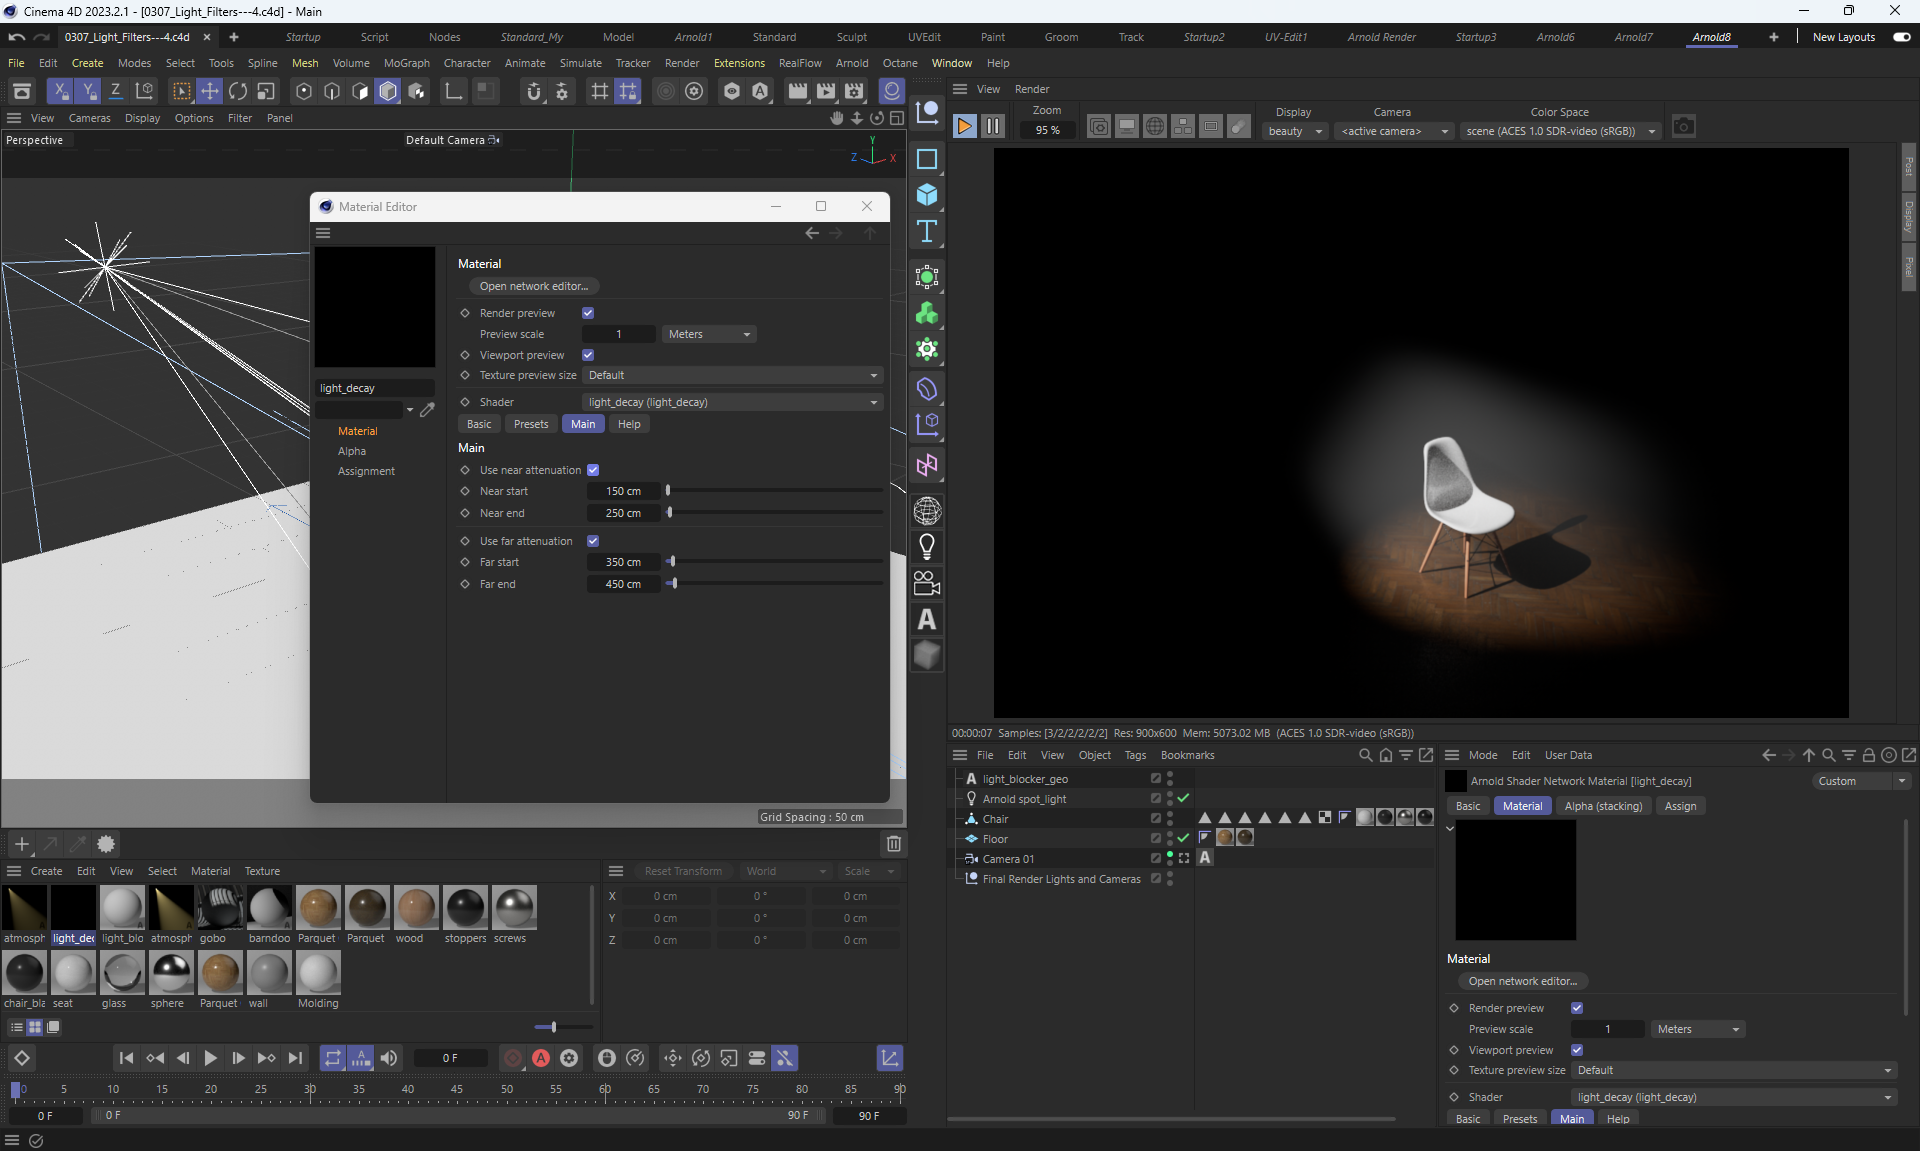 Cinema 4D 2023.2.1 - [0307_Light_Filters---4.c4d] - Main
0307_Light_Filters---4.c4d × + Startup Script Nodes Standard_My Model Arnold1 Standard Sculpt UVEdit Paint Groom Track Startup2 UV-Edit1 Arnold Render Startup3 Arnold6 Arnold7 Arnold8 + New Layouts
File Edit Create Modes Select Tools Spline Mesh Volume MoGraph Character Animate Simulate Tracker Render Extensions RealFlow Arnold Octane Window Help
X Y Z
View Cameras Display Options Filter Panel
Perspective
Default Camera
Y
Z X
Material Editor
Material
Open network editor...
Render preview
Preview scale 1 Meters
Viewport preview
Texture preview size Default
light_decay
Shader light_decay (light_decay)
Basic Presets Main Help
Material
Alpha
Assignment
Main
Use near attenuation
Near start 150 cm
Near end 250 cm
Use far attenuation
Far start 350 cm
Far end 450 cm
Grid Spacing : 50 cm
View Render
Zoom
95 %
Display
beauty
Camera
<active camera>
Color Space
scene (ACES 1.0 SDR-video (sRGB))
Post
Display
Pixel
00:00:07 Samples: [3/2/2/2/2/2] Res: 900x600 Mem: 5073.02 MB (ACES 1.0 SDR-video (sRGB))
File Edit View Object Tags Bookmarks
light_blocker_geo
Arnold spot_light
Chair
Floor
Camera 01
Final Render Lights and Cameras
Mode Edit User Data
Arnold Shader Network Material [light_decay]
Custom
Basic Material Alpha (stacking) Assign
Material
Open network editor...
Render preview
Preview scale 1 Meters
Viewport preview
Texture preview size Default
Shader light_decay (light_decay)
Basic Presets Main Help
Create Edit View Select Material Texture
atmosph light_dec light_blo atmosph gobo barndoo Parquet Parquet wood stoppers screws
chair_bla seat glass sphere Parquet wall Molding
Reset Transform World Scale
X 0 cm 0 ° 0 cm
Y 0 cm 0 ° 0 cm
Z 0 cm 0 ° 0 cm
0 F
0 5 10 15 20 25 30 35 40 45 50 55 60 65 70 75 80 85 90
0 F 0 F 90 F 90 F